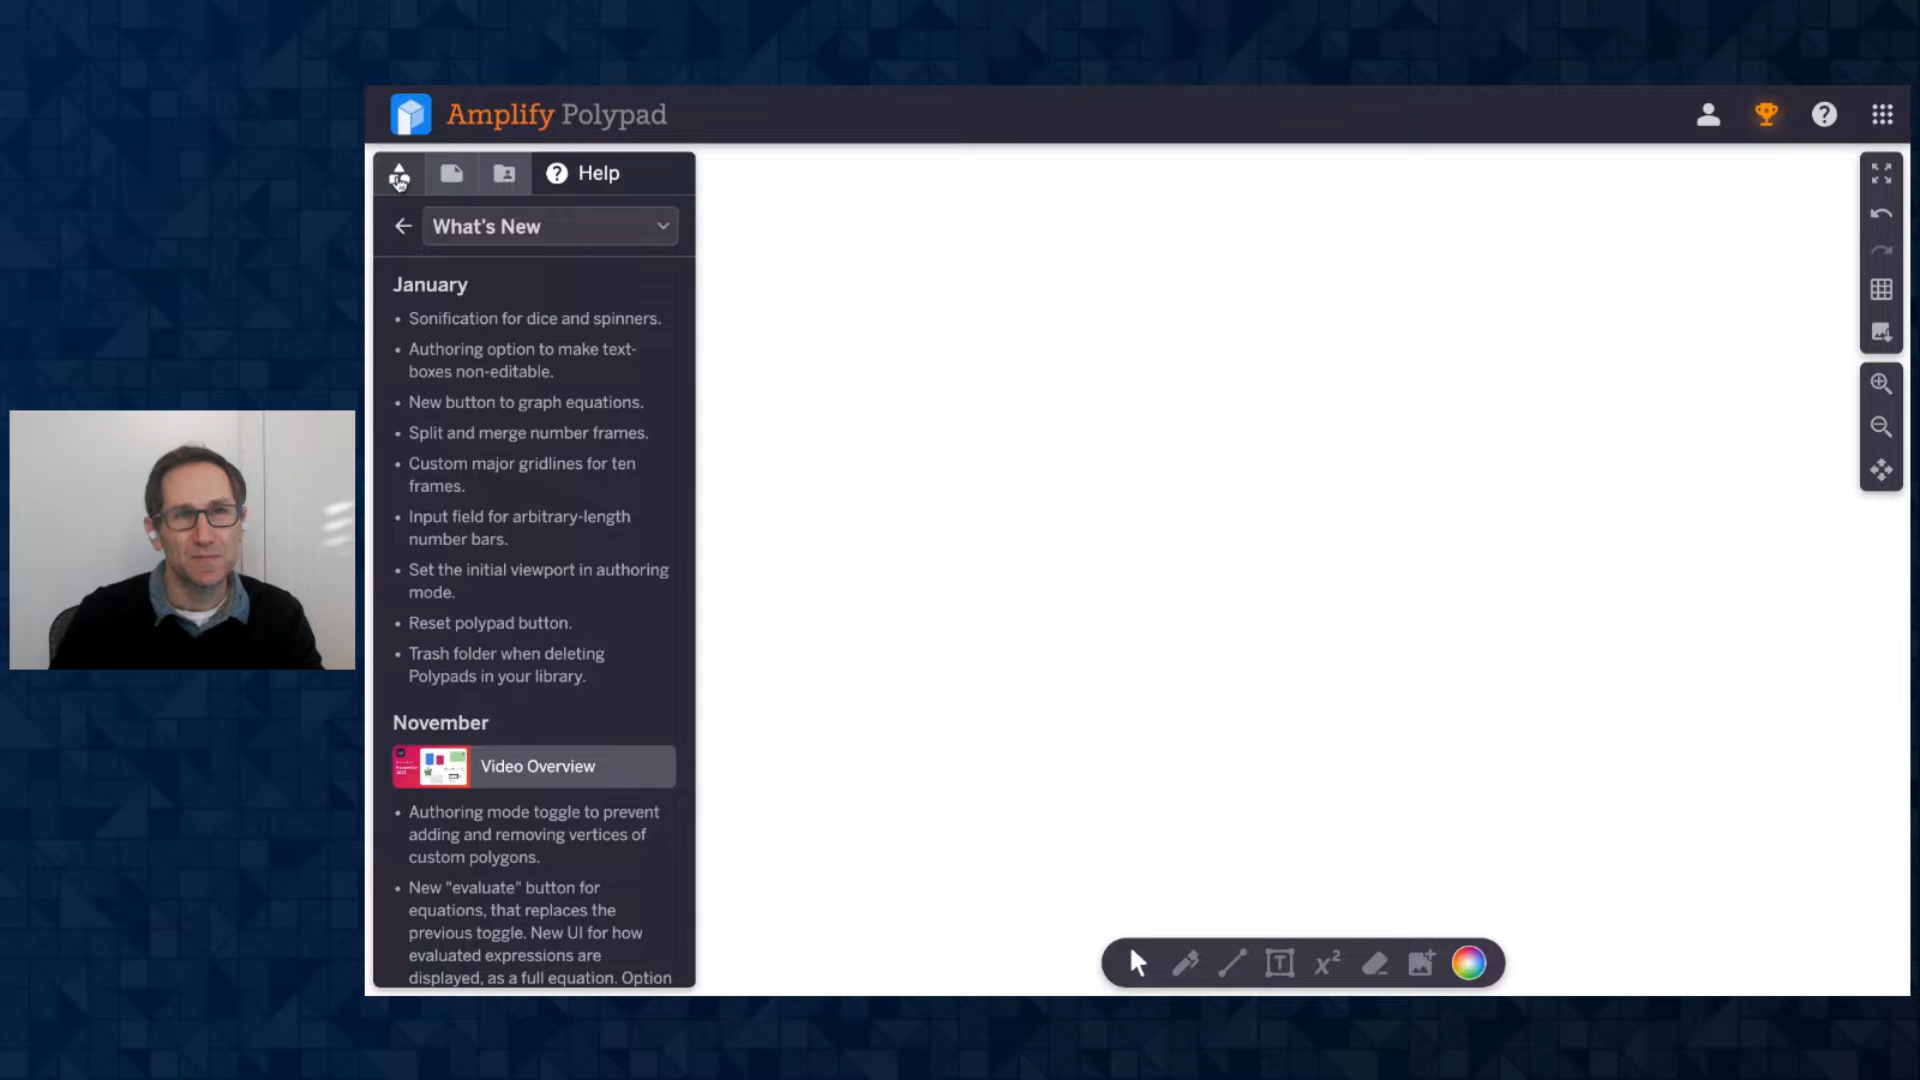 Amplify Polypad
Help
What's New
January
• Sonification for dice and spinners.
• Authoring option to make text-
boxes non-editable.
• New button to graph equations.
• Split and merge number frames.
• Custom major gridlines for ten
frames.
• Input field for arbitrary-length
number bars.
• Set the initial viewport in authoring
mode.
• Reset polypad button.
• Trash folder when deleting
Polypads in your library.
November
Video Overview
• Authoring mode toggle to prevent
adding and removing vertices of
custom polygons.
• New "evaluate" button for
equations, that replaces the
previous toggle. New UI for how
evaluated expressions are
displayed, as a full equation. Option
T
x²